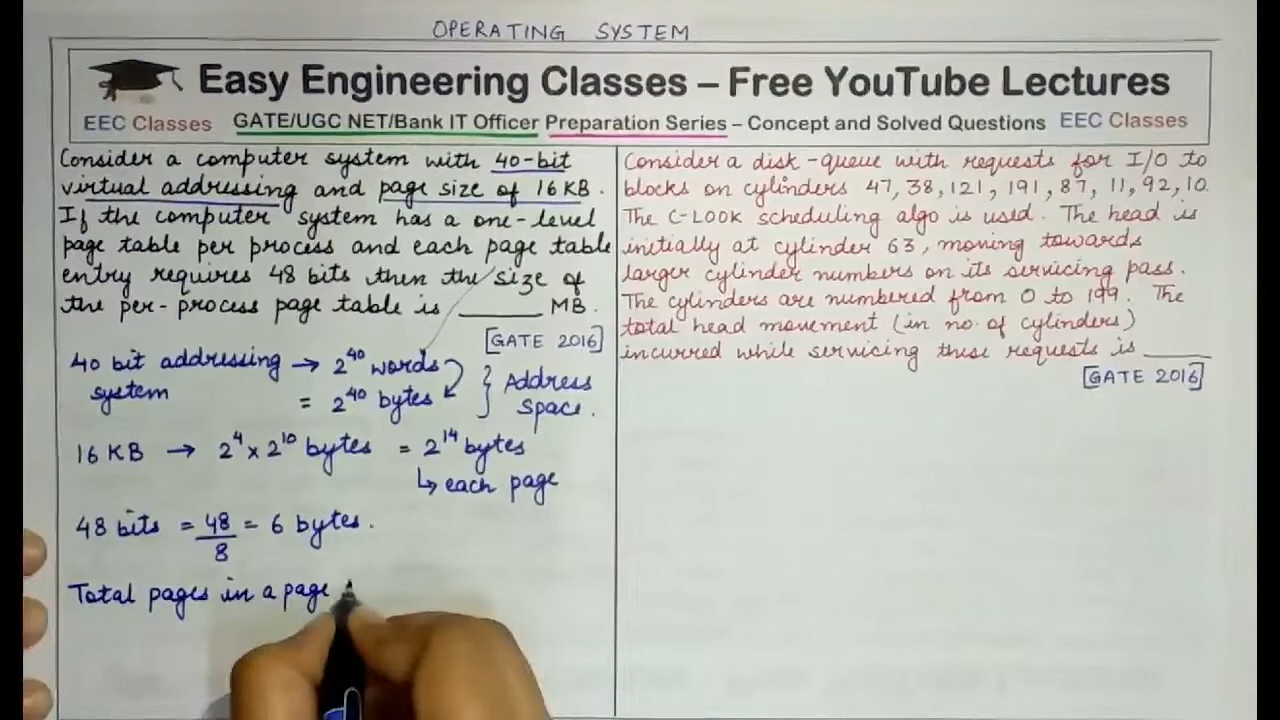 OPERATING SYSTEM
Easy Engineering Classes – Free YouTube Lectures
EEC Classes GATE/UGC NET/Bank IT Officer Preparation Series – Concept and Solved Questions EEC Classes
Consider a computer system with 40-bit
virtual addressing and page size of 16 KB.
If the computer system has a one-level
page table per process and each page table
entry requires 48 bits then the size of
the per-process page table is ______ MB.
[GATE 2016]
40 bit addressing → 2^40 words
system = 2^40 bytes } Address
Space.
16 KB → 2^4 x 2^10 bytes = 2^14 bytes
↳ each page
48 bits = 48/8 = 6 bytes.
Total pages in a page
Consider a disk-queue with requests for I/O to
blocks on cylinders 47, 38, 121, 191, 87, 11, 92, 10.
The C-LOOK scheduling algo is used. The head is
initially at cylinder 63, moving towards
larger cylinder numbers on its servicing pass.
The cylinders are numbered from 0 to 199. The
total head movement (in no. of cylinders)
incurred while servicing these requests is ______
[GATE 2016]